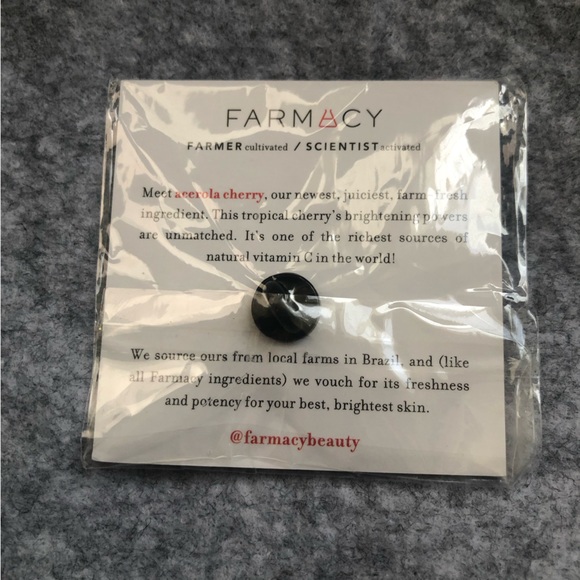 FARMACY
FARMER cultivated / SCIENTIST activated
Meet acerola cherry, our newest, juiciest, farm-fresh
ingredient. This tropical cherry's brightening powers
are unmatched. It's one of the richest sources of
natural vitamin C in the world!
We source ours from local farms in Brazil, and (like
all Farmacy ingredients) we vouch for its freshness
and potency for your best, brightest skin.
@farmacybeauty